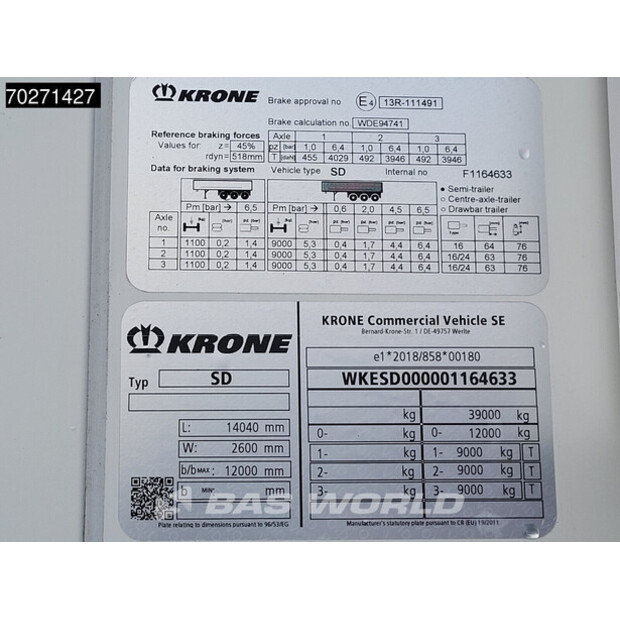 70271427
KRONE
Brake approval no E4 13R-111491
Brake calculation no. WDE94741
Reference braking forces
Values for: z= 45%
rdyn= 518mm
Axle 1 2 3
pz [bar] 1,0 6,4 1,0 6,4 1,0 6,4
T [daN] 455 4029 492 3946 492 3946
Data for braking system Vehicle type SD Internal no F1164633
Semi-trailer
Centre-axle-trailer
Drawbar trailer
Pm [bar] → 6,5 Pm [bar] → 0,6 2,0 4,5 6,5
Axle no.
1 1100 0,2 1,4 9000 5,3 0,4 1,7 4,4 6,4 16 64 76
2 1100 0,2 1,4 9000 5,3 0,4 1,7 4,4 6,4 16/24 63 76
3 1100 0,2 1,4 9000 5,3 0,4 1,7 4,4 6,4 16/24 63 76
KRONE
Typ SD
L: 14040 mm
W: 2600 mm
b/b MAX: 12000 mm
b MIN: mm
Plate relating to dimensions pursuant to 96/53/EG
KRONE Commercial Vehicle SE
Bernard-Krone-Str. 1 / DE-49757 Werlte
e1*2018/858*00180
WKESD000001164633
kg 39000 kg
0- kg 0- 12000 kg
1- kg 1- 9000 kg T
2- kg 2- 9000 kg T
3- kg 3- 9000 kg T
Manufacturer's statutory plate pursuant to CR (EU) 19/2011
BAS WORLD